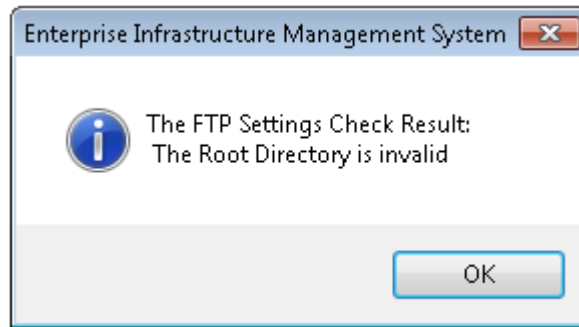 Enterprise Infrastructure Management System
The FTP Settings Check Result:
The Root Directory is invalid
OK